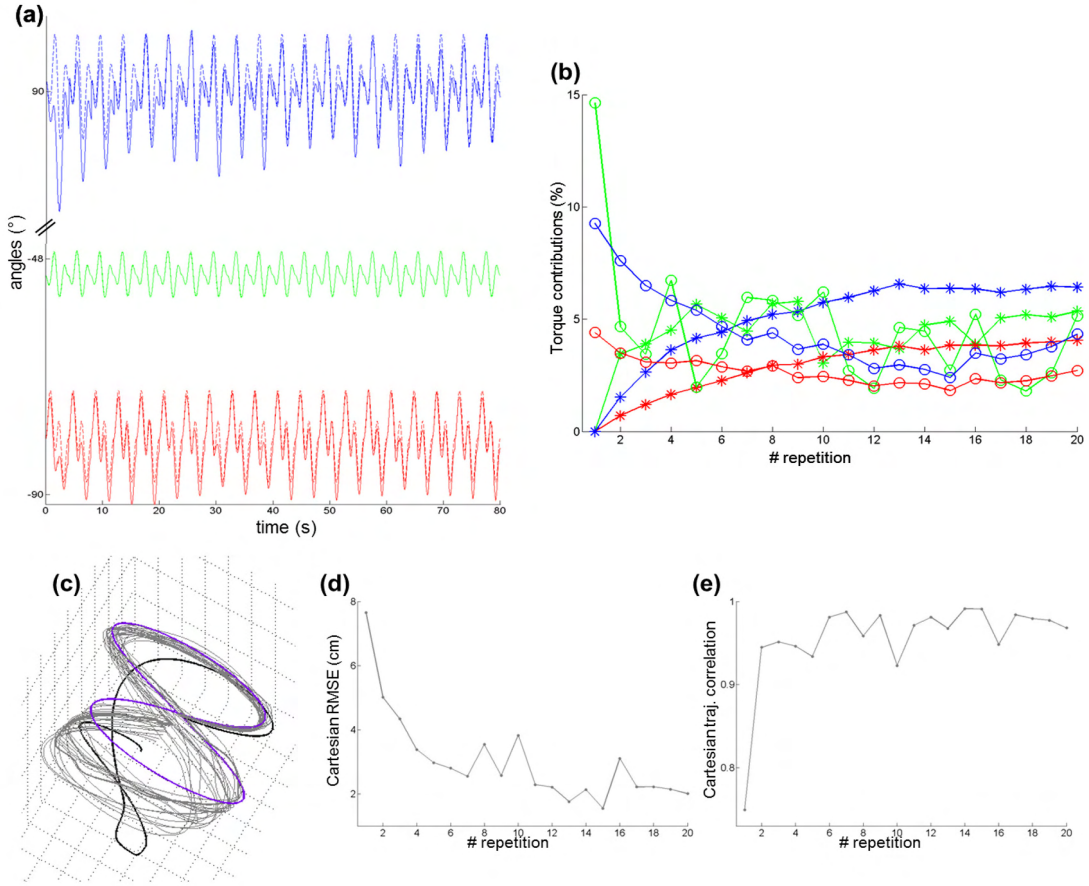 (a)
90
-48
-90
angles (°)
0 10 20 30 40 50 60 70 80
time (s)
(b)
15
10
5
0
Torque contributions (%)
2 4 6 8 10 12 14 16 18 20
# repetition
(c)
(d)
8
6
4
2
Cartesian RMSE (cm)
2 4 6 8 10 12 14 16 18 20
# repetition
(e)
1
0.9
0.8
Cartesian traj. correlation
2 4 6 8 10 12 14 16 18 20
# repetition